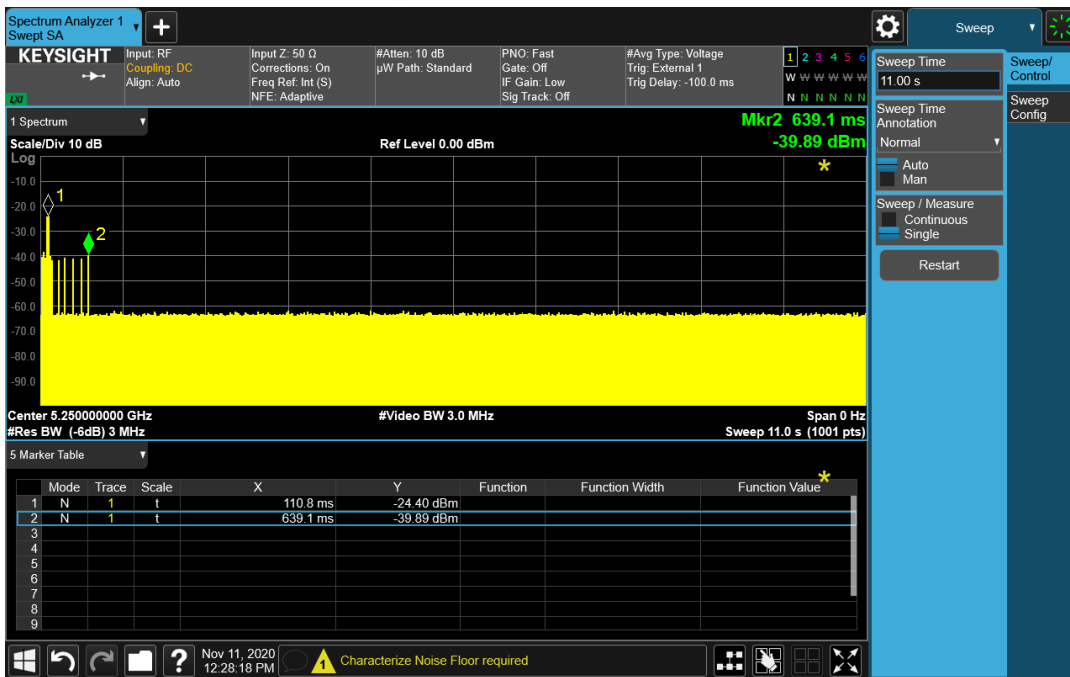 Spectrum Analyzer 1
Swept SA
+
Sweep
KEYSIGHT
LXI
Input: RF
Coupling: DC
Align: Auto
Input Z: 50 Ω
Corrections: On
Freq Ref: Int (S)
NFE: Adaptive
#Atten: 10 dB
µW Path: Standard
PNO: Fast
Gate: Off
IF Gain: Low
Sig Track: Off
#Avg Type: Voltage
Trig: External 1
Trig Delay: -100.0 ms
1 2 3 4 5 6
W W W W W W
N N N N N N
1 Spectrum
Mkr2 639.1 ms
Scale/Div 10 dB
Ref Level 0.00 dBm
-39.89 dBm
Log
-10.0
-20.0
-30.0
-40.0
-50.0
-60.0
-70.0
-80.0
-90.0
1
2
*
Center 5.250000000 GHz
#Video BW 3.0 MHz
Span 0 Hz
#Res BW (-6dB) 3 MHz
Sweep 11.0 s (1001 pts)
5 Marker Table
*
Mode Trace Scale X Y Function Function Width Function Value
1 N 1 t 110.8 ms -24.40 dBm
2 N 1 t 639.1 ms -39.89 dBm
3
4
5
6
7
8
9
Sweep Time
11.00 s
Sweep Time
Annotation
Normal
Auto
Man
Sweep / Measure
Continuous
Single
Restart
Sweep/
Control
Sweep
Config
?
Nov 11, 2020
12:28:18 PM
1
Characterize Noise Floor required